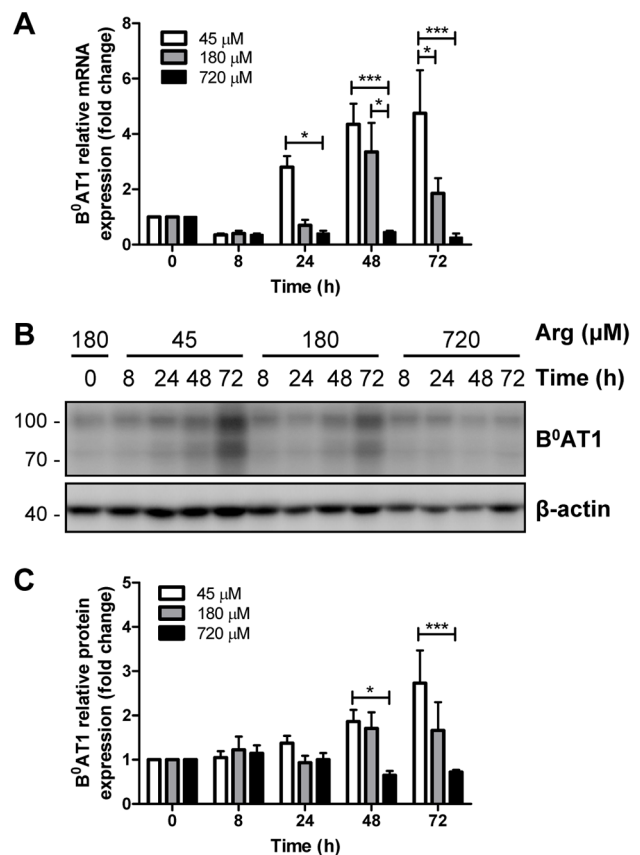 A
B⁰AT1 relative mRNA
expression (fold change)
8
6
4
2
0
45 μM
180 μM
720 μM
*
***
*
***
*
0 8 24 48 72
Time (h)
B
180 45 180 720 Arg (μM)
0 8 24 48 72 8 24 48 72 8 24 48 72 Time (h)
100 -
70 -
B⁰AT1
40 -
β-actin
C
B⁰AT1 relative protein
expression (fold change)
5
4
3
2
1
0
45 μM
180 μM
720 μM
*
***
0 8 24 48 72
Time (h)